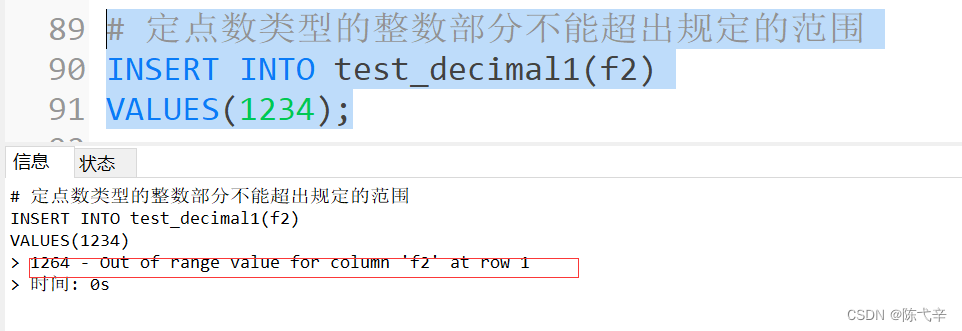 89 # 定点数类型的整数部分不能超出规定的范围
90 INSERT INTO test_decimal1(f2)
91 VALUES(1234);
信息 状态
# 定点数类型的整数部分不能超出规定的范围
INSERT INTO test_decimal1(f2)
VALUES(1234)
> 1264 - Out of range value for column 'f2' at row 1
> 时间: 0s
CSDN @陈弋辛